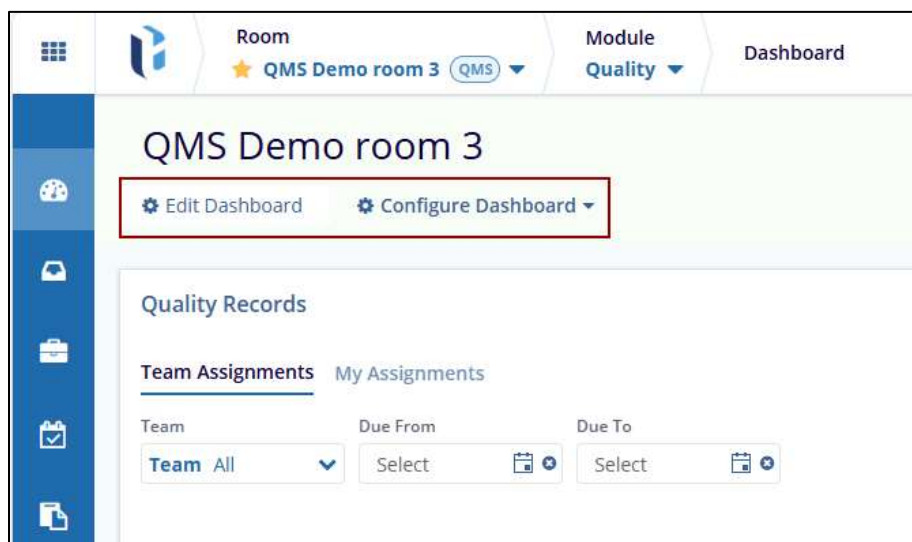 Room
QMS Demo room 3 QMS
Module
Quality
Dashboard
QMS Demo room 3
Edit Dashboard Configure Dashboard
Quality Records
Team Assignments My Assignments
Team Due From Due To
Team All Select Select